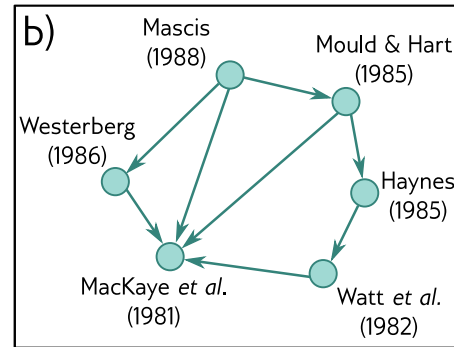 b)
Mascis
(1988)
Mould & Hart
(1985)
Westerberg
(1986)
Haynes
(1985)
MacKaye et al.
(1981)
Watt et al.
(1982)